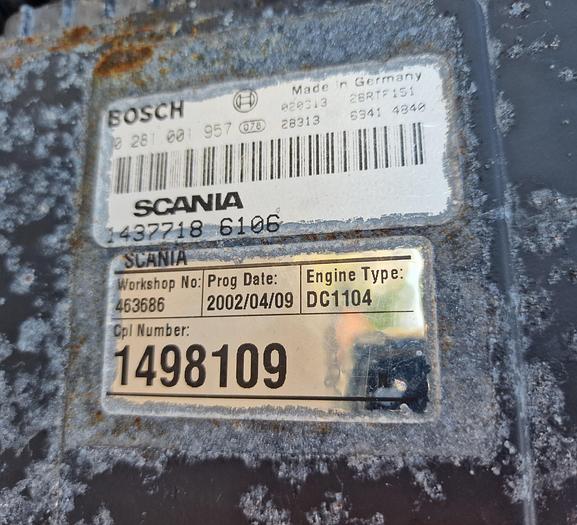 BOSCH
Made in Germany
0 281 001 957 078
020313 28RTF151
28313 6941 4840
SCANIA
1437718 6106
SCANIA
Workshop No: Prog Date: Engine Type:
463686 2002/04/09 DC1104
Cpl Number:
1498109